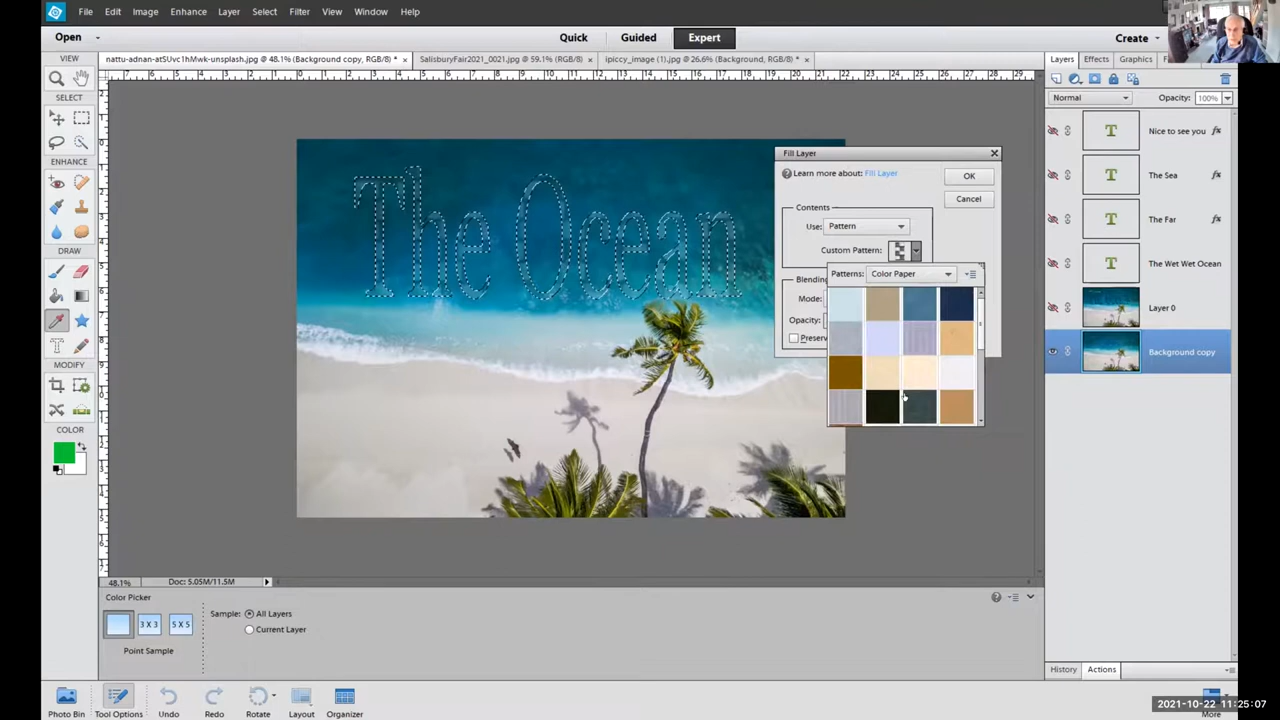 File Edit Image Enhance Layer Select Filter View Window Help
Open Quick Guided Expert Create
VIEW nattu-adnan-atSUvc1hMwk-unsplash.jpg @ 48.1% (Background copy, RGB/8) * × SalisburyFair2021_0021.jpg @ 59.1% (RGB/8) × ipiccy_image (1).jpg @ 26.6% (Background, RGB/8) * × Layers Effects Graphics
SELECT
Normal Opacity: 100%
ENHANCE
DRAW
MODIFY
COLOR
The Ocean
Fill Layer
Learn more about: Fill Layer
OK
Cancel
Contents
Use: Pattern
Custom Pattern:
Patterns: Color Paper
Blending
Mode:
Opacity:
Preserve
Nice to see you fx
The Sea fx
The Far fx
The Wet Wet Ocean
Layer 0
Background copy
48.1% Doc: 5.05M/11.5M
Color Picker
3 X 3 5 X 5
Point Sample
Sample: All Layers
Current Layer
History Actions
Photo Bin Tool Options Undo Redo Rotate Layout Organizer More
2021-10-22 11:25:07